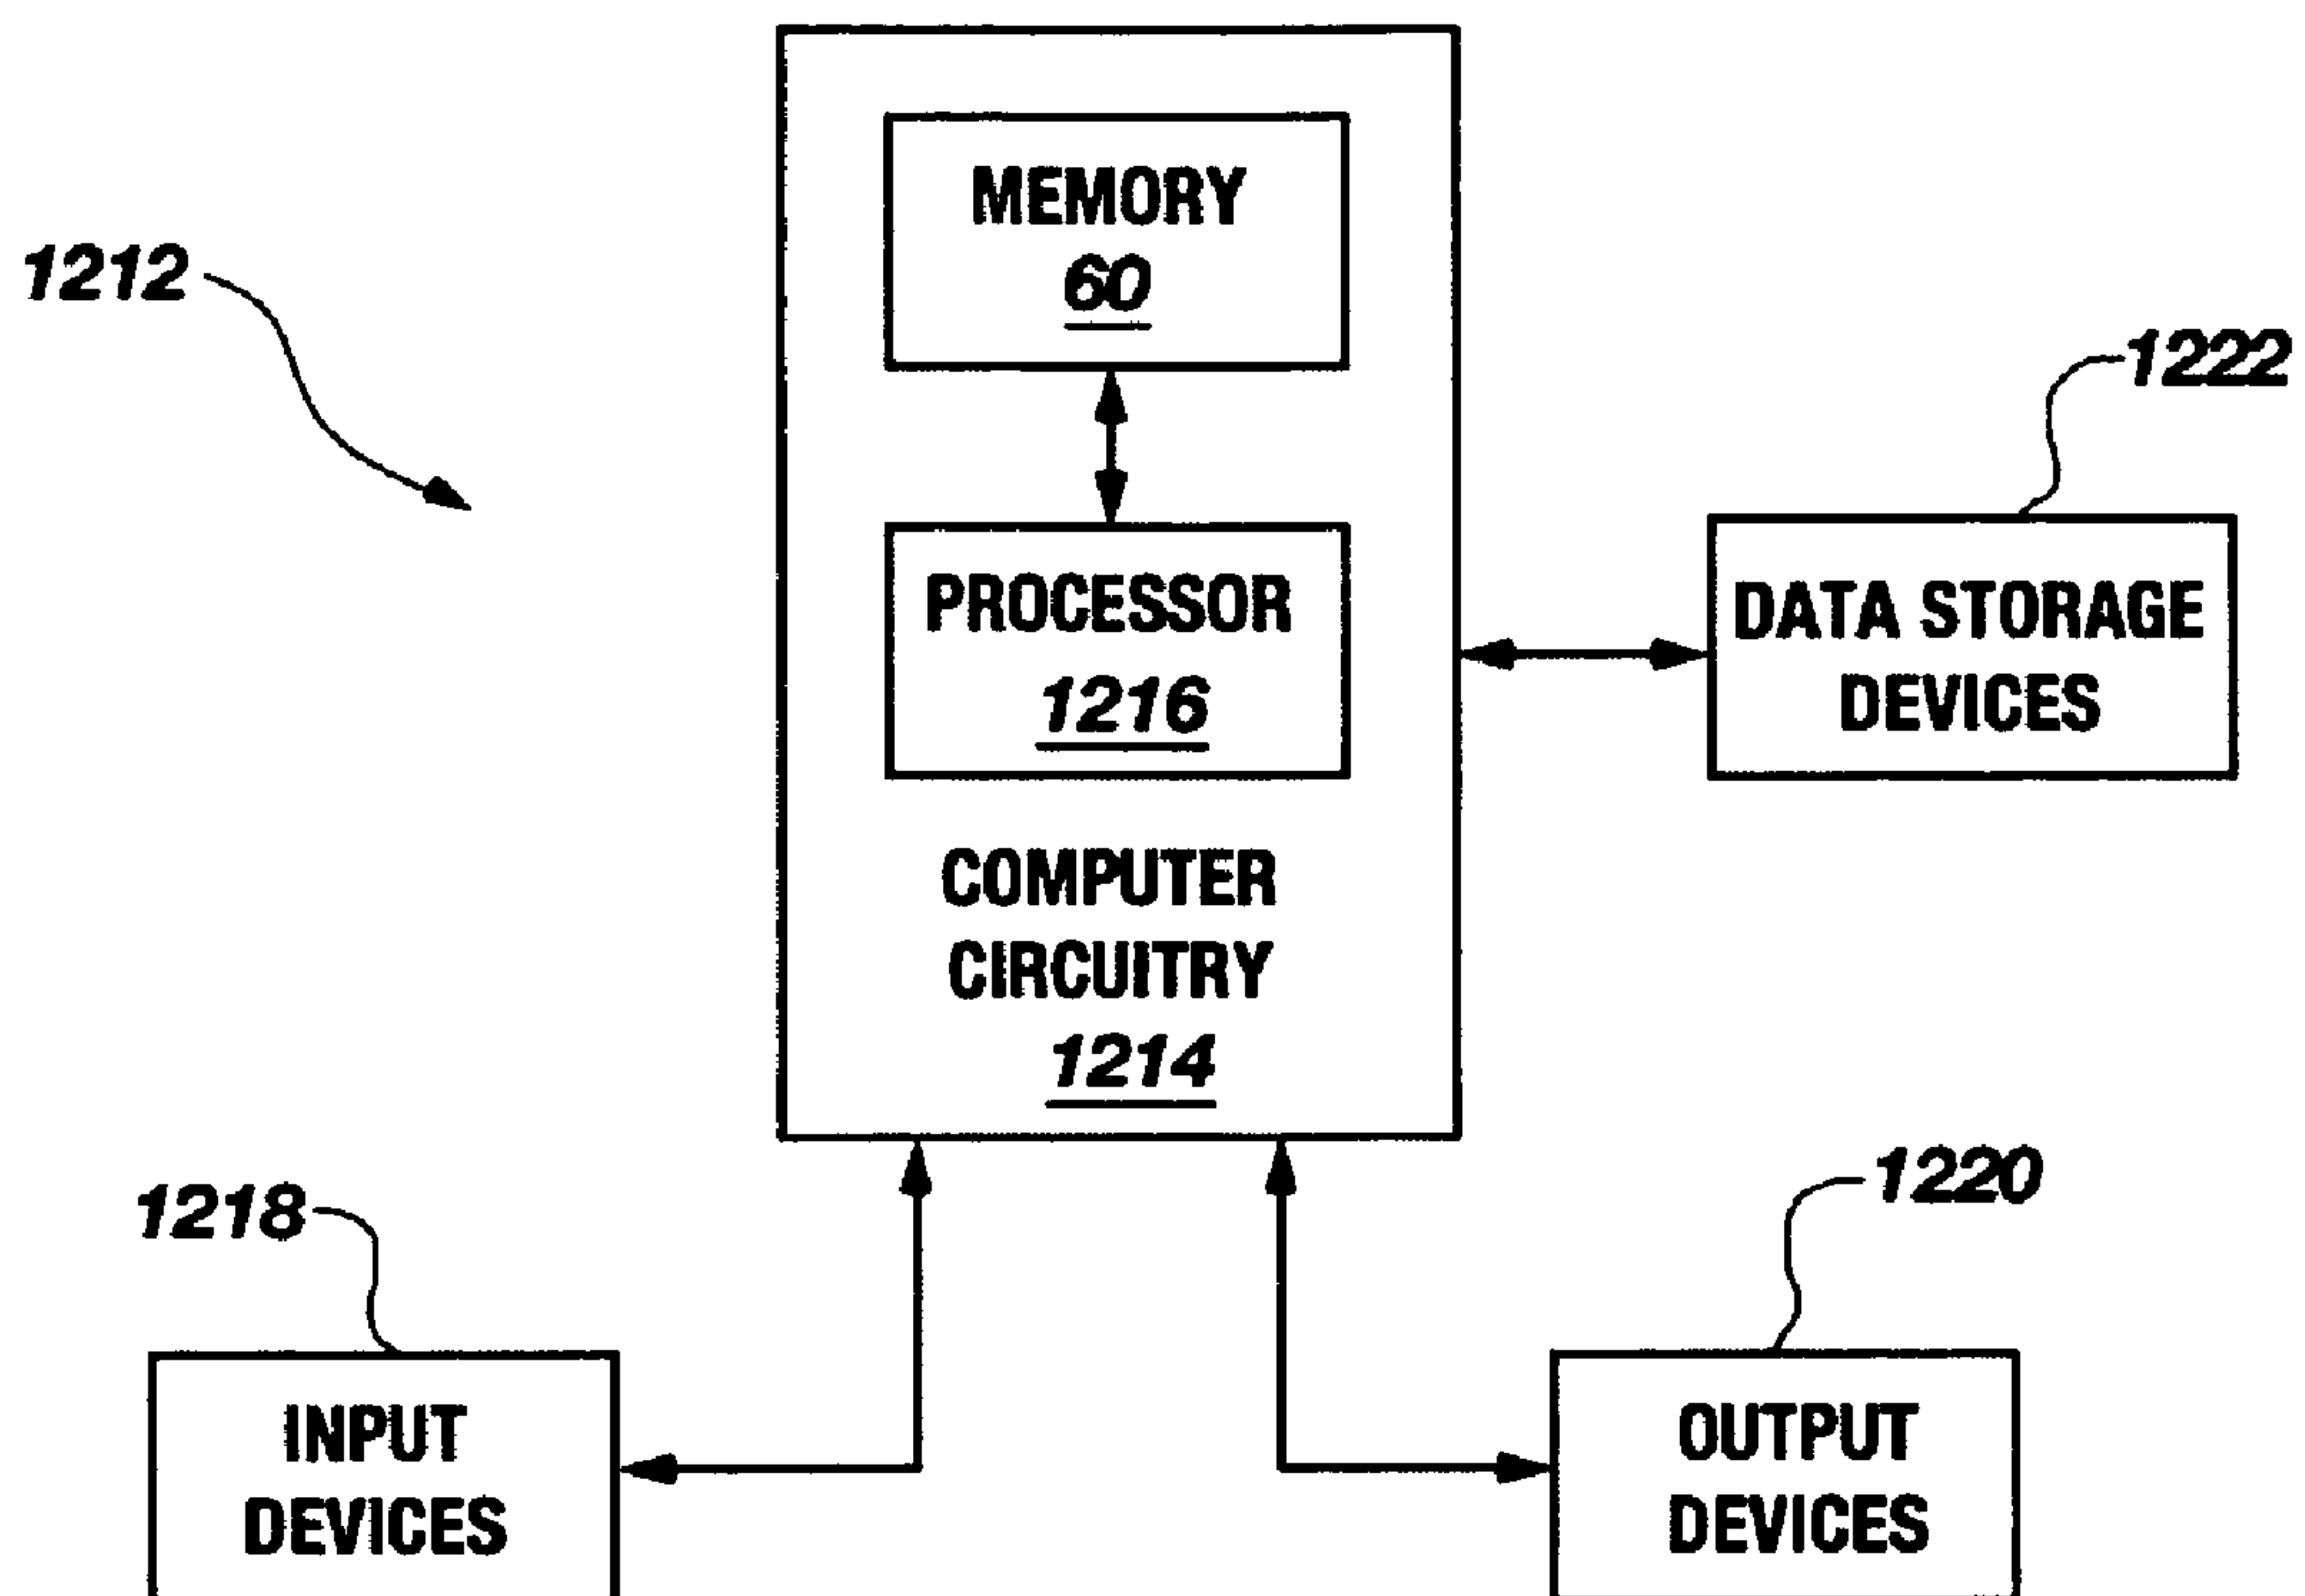 MEMORY
60
1212
1222
PROCESSOR
1216
DATA STORAGE
DEVICES
COMPUTER
CIRCUITRY
1214
1218
1220
INPUT
DEVICES
OUTPUT
DEVICES